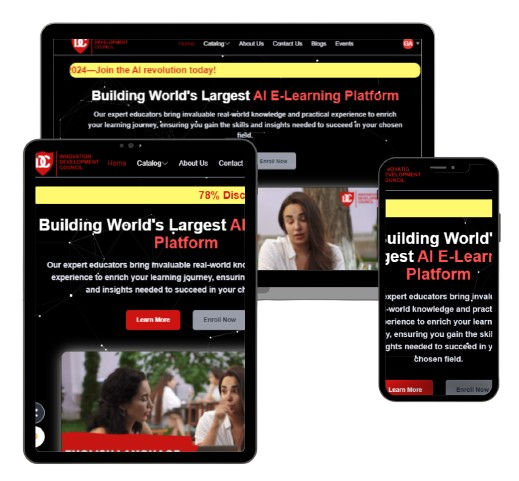 DEVELOPMENT
COUNCIL
Home Catalog About Us Contact Us Blogs Events
GA
2024—Join the AI revolution today!
Building World's Largest AI E-Learning Platform
Our expert educators bring invaluable real-world knowledge and practical experience to enrich
your learning journey, ensuring you gain the skills and insights needed to succeed in your chosen
field.
Enroll Now
DC
INNOVATION
DEVELOPMENT
COUNCIL
Home Catalog About Us Contact
78% Disc
Building World's Largest AI
Platform
Our expert educators bring invaluable real-world kno
experience to enrich your learning journey, ensurin
and insights needed to succeed in your ch
Learn More Enroll Now
DEVELOPMENT
COUNCIL
uilding World'
gest AI E-Learn
Platform
expert educators bring invalu
-world knowledge and pract
perience to enrich your learn
y, ensuring you gain the skil
ghts needed to succeed in y
chosen field.
Learn More Enroll Now